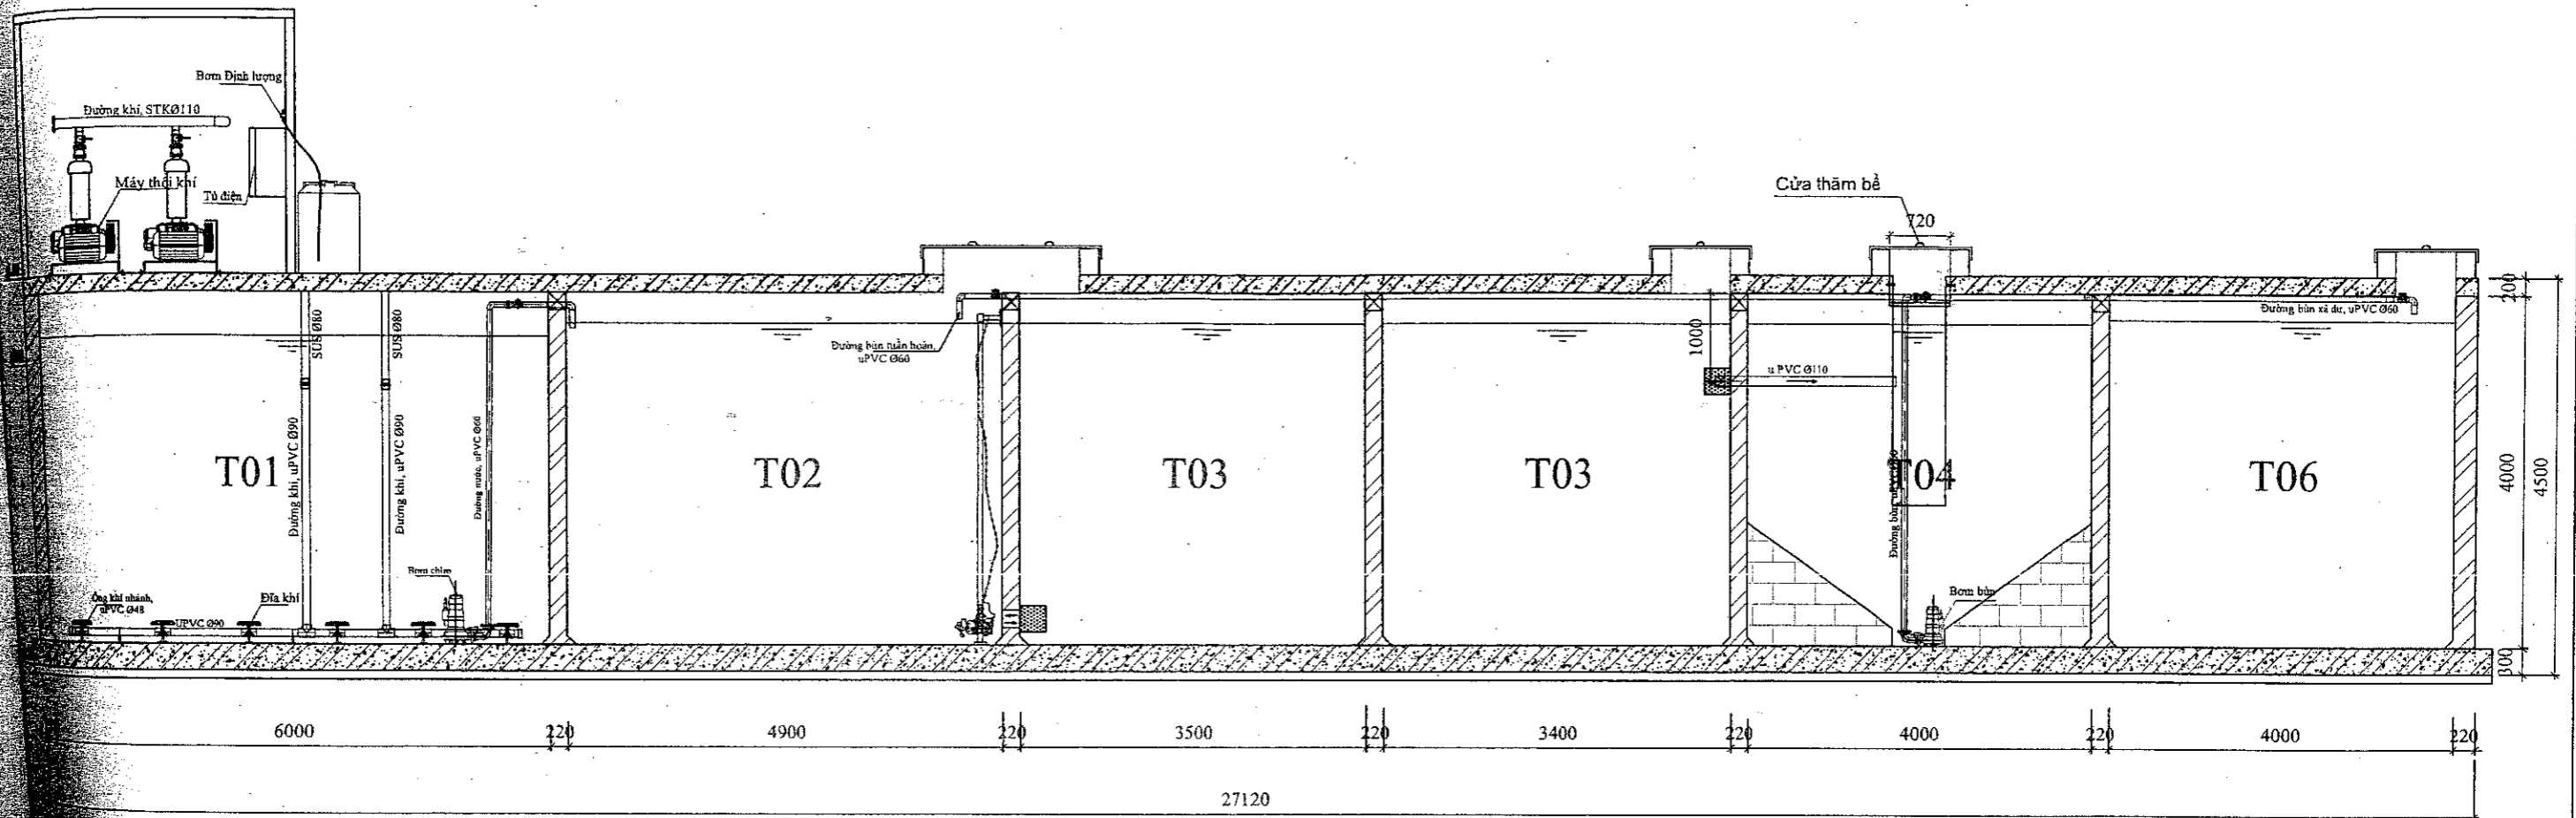 Bơm Định lượng
Đường khí, STKØ110
Máy thổi khí
Tủ điện
Cửa thăm bể
720
SUS Ø80
SUS Ø80
Đường bùn tuần hoàn,
uPVC Ø60
1000
u PVC Ø110
Đường bùn xả dư, uPVC Ø60
200
Đường khí, uPVC Ø90
Đường khí, uPVC Ø90
Đường nước, uPVC Ø60
T01
T02
T03
T03
T04
T06
4000
4500
Bơm chìm
Ống khí nhánh,
uPVC Ø48
Đĩa khí
UPVC Ø90
Bơm bùn
300
6000
220
4900
220
3500
220
3400
220
4000
220
4000
220
27120